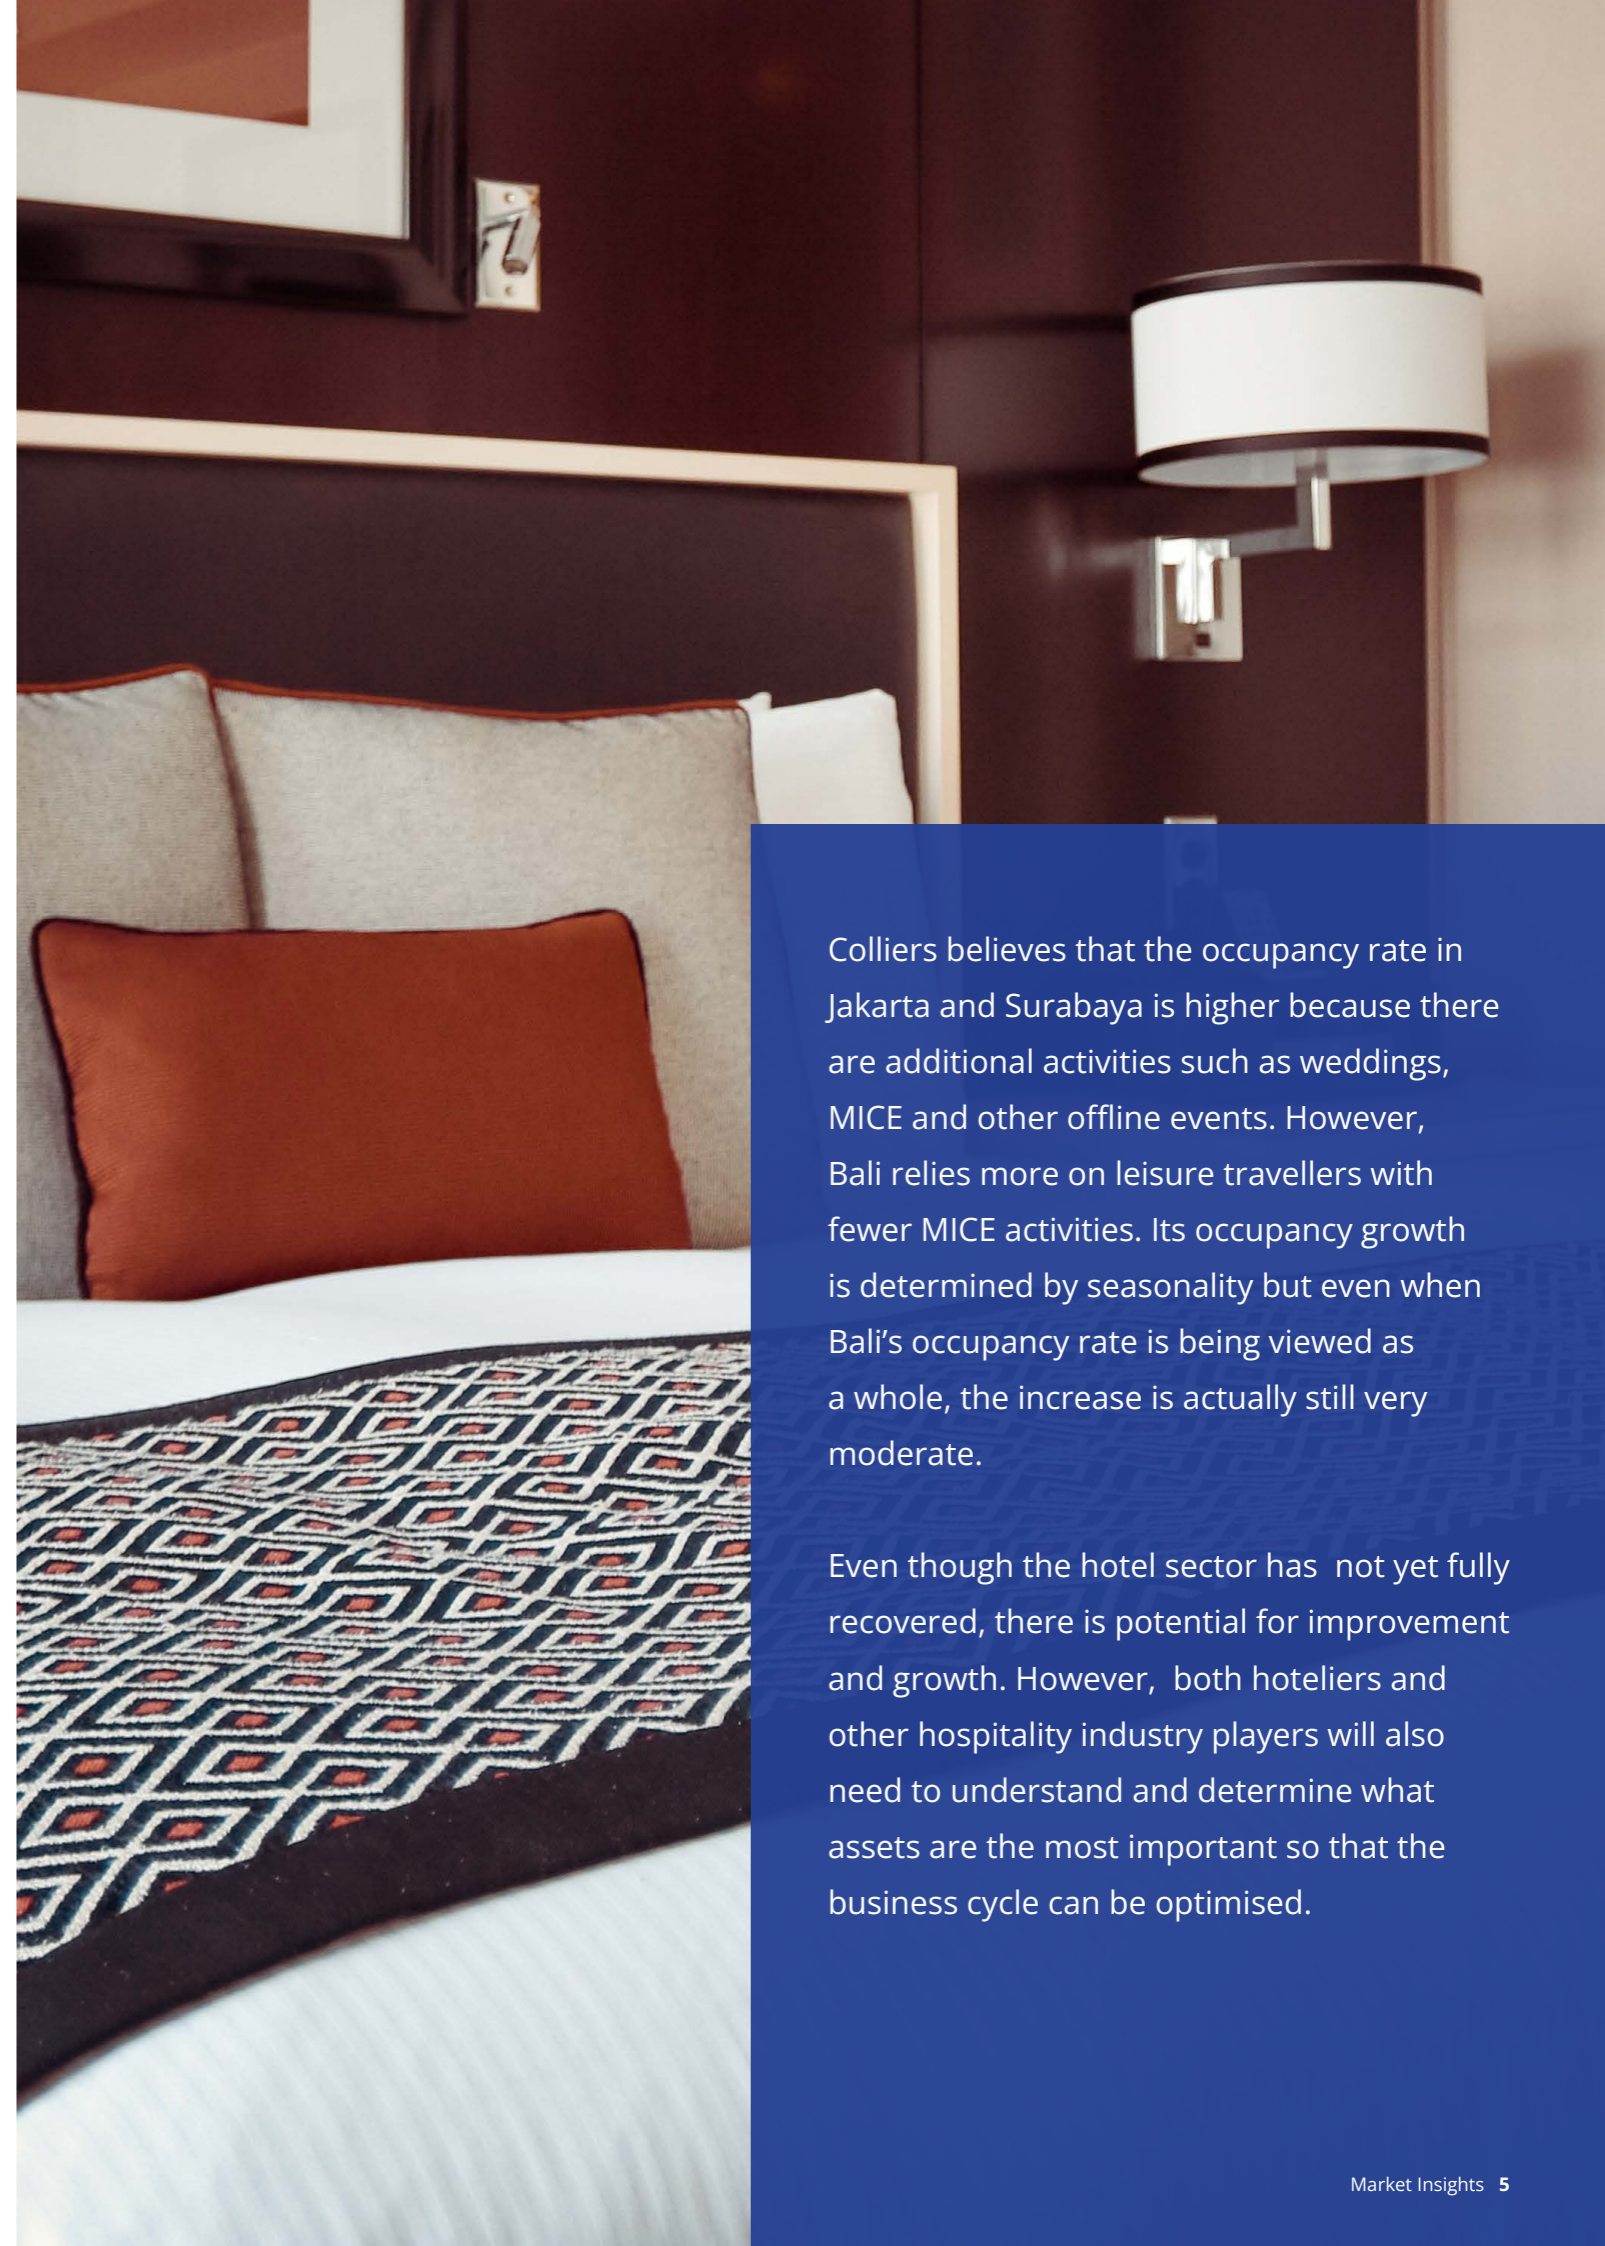 Colliers believes that the occupancy rate in
Jakarta and Surabaya is higher because there
are additional activities such as weddings,
MICE and other offline events. However,
Bali relies more on leisure travellers with
fewer MICE activities. Its occupancy growth
is determined by seasonality but even when
Bali’s occupancy rate is being viewed as
a whole, the increase is actually still very
moderate.
Even though the hotel sector has  not yet fully
recovered, there is potential for improvement
and growth. However,  both hoteliers and
other hospitality industry players will also
need to understand and determine what
assets are the most important so that the
business cycle can be optimised.
Market Insights 5